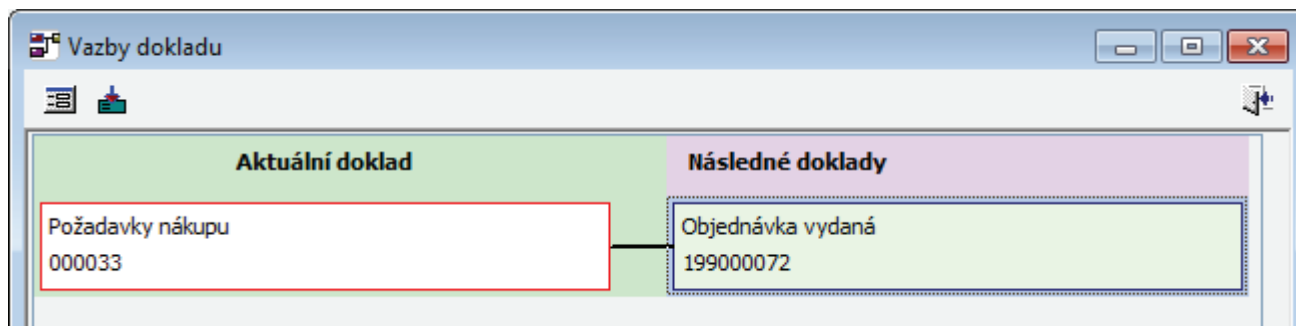 Vazby dokladu
Aktuální doklad
Následné doklady
Požadavky nákupu
000033
Objednávka vydaná
199000072